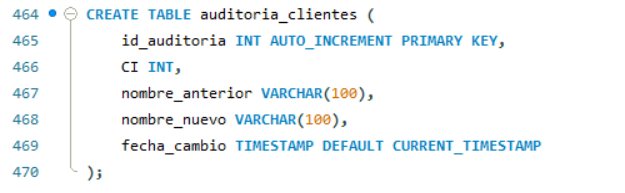 464 CREATE TABLE auditoria_clientes (
465 id_auditoria INT AUTO_INCREMENT PRIMARY KEY,
466 CI INT,
467 nombre_anterior VARCHAR(100),
468 nombre_nuevo VARCHAR(100),
469 fecha_cambio TIMESTAMP DEFAULT CURRENT_TIMESTAMP
470 );